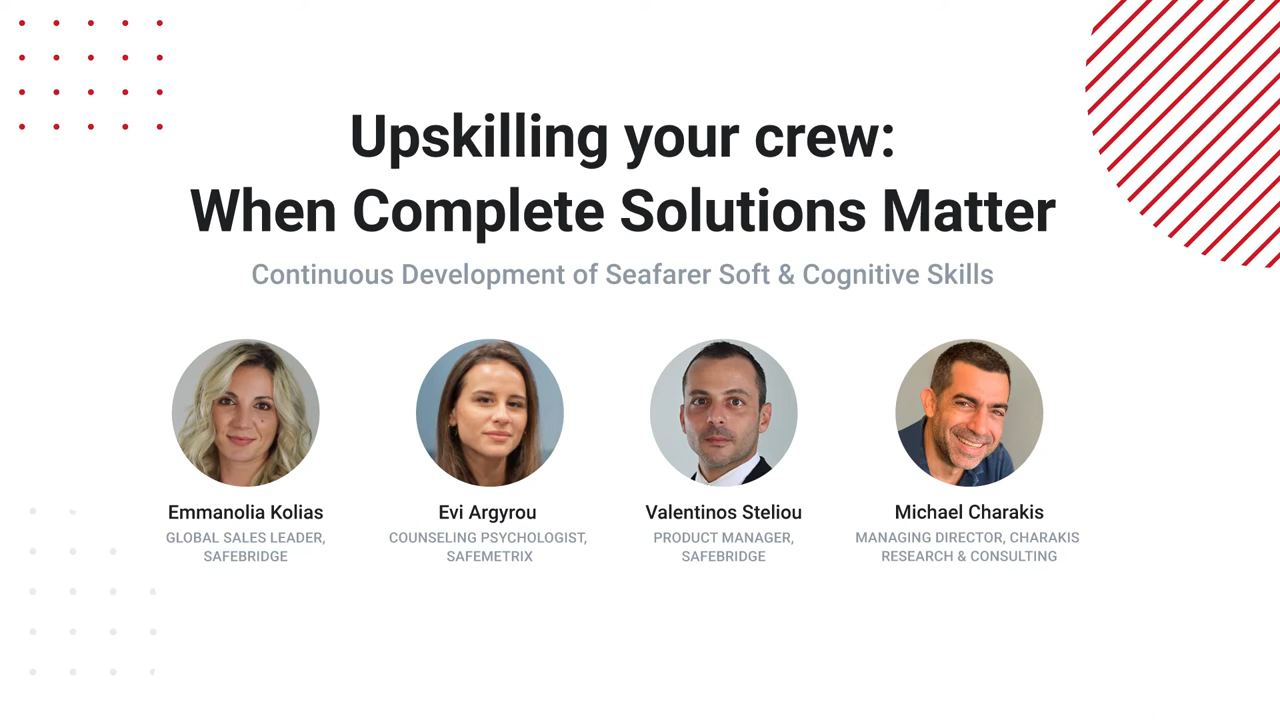 Upskilling your crew:
When Complete Solutions Matter
Continuous Development of Seafarer Soft & Cognitive Skills
Emmanolia Kolias
GLOBAL SALES LEADER,
SAFEBRIDGE
Evi Argyrou
COUNSELING PSYCHOLOGIST,
SAFEMETRIX
Valentinos Steliou
PRODUCT MANAGER,
SAFEBRIDGE
Michael Charakis
MANAGING DIRECTOR, CHARAKIS
RESEARCH & CONSULTING